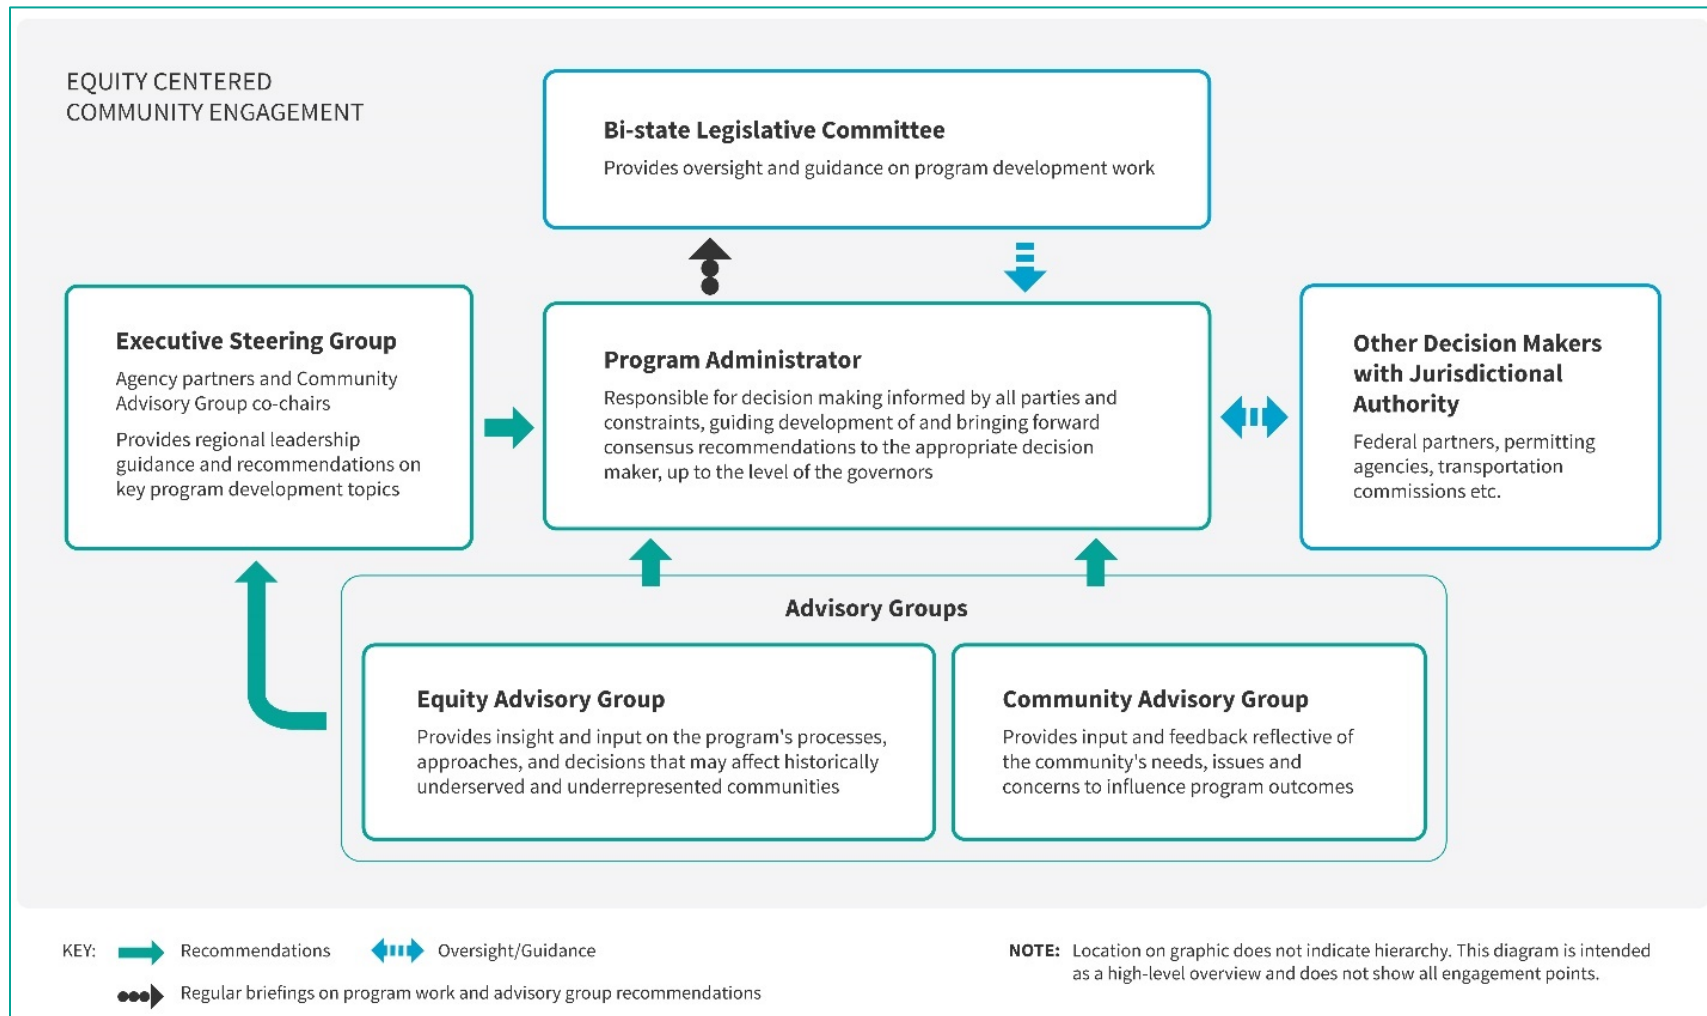 EQUITY CENTERED
COMMUNITY ENGAGEMENT
Bi-state Legislative Committee
Provides oversight and guidance on program development work
Executive Steering Group
Agency partners and Community
Advisory Group co-chairs
Provides regional leadership
guidance and recommendations on
key program development topics
Program Administrator
Responsible for decision making informed by all parties and
constraints, guiding development of and bringing forward
consensus recommendations to the appropriate decision
maker, up to the level of the governors
Other Decision Makers
with Jurisdictional
Authority
Federal partners, permitting
agencies, transportation
commissions etc.
Advisory Groups
Equity Advisory Group
Provides insight and input on the program's processes,
approaches, and decisions that may affect historically
underserved and underrepresented communities
Community Advisory Group
Provides input and feedback reflective of
the community's needs, issues and
concerns to influence program outcomes
KEY:
Recommendations
Oversight/Guidance
Regular briefings on program work and advisory group recommendations
NOTE: Location on graphic does not indicate hierarchy. This diagram is intended
as a high-level overview and does not show all engagement points.